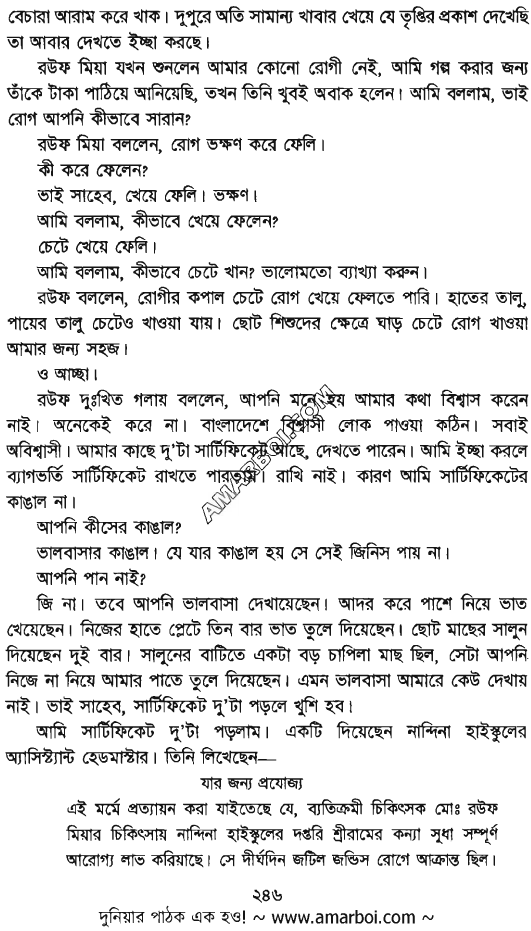 বেচারা আরাম করে থাক। দুপুরে অতি সামান্য খাবার খেয়ে যে তৃপ্তির প্রকাশ দেখেছি
তা আবার দেখতে ইচ্ছা করছে।
রউফ মিয়া যখন শুনলেন আমার কোনো রোগী নেই, আমি গল্প করার জন্য
তাঁকে টাকা পাঠিয়ে আনিয়েছি, তখন তিনি খুবই অবাক হলেন। আমি বললাম, ভাই
রোগ আপনি কীভাবে সারান?
রউফ মিয়া বললেন, রোগ ভক্ষণ করে ফেলি।
কী করে ফেলেন?
ভাই সাহেব, খেয়ে ফেলি। ভক্ষণ।
আমি বললাম, কীভাবে খেয়ে ফেলেন?
চেটে খেয়ে ফেলি।
আমি বললাম, কীভাবে চেটে খান? ভালোমতো ব্যাখ্যা করুন।
রউফ বললেন, রোগীর কপাল চেটে রোগ খেয়ে ফেলতে পারি। হাতের তালু,
পায়ের তালু চেটেও খাওয়া যায়। ছোট শিশুদের ক্ষেত্রে ঘাড় চেটে রোগ খাওয়া
আমার জন্য সহজ।
ও আচ্ছা।
রউফ দুঃখিত গলায় বললেন, আপনি মনে হয় আমার কথা বিশ্বাস করেন
নাই। অনেকেই করে না। বাংলাদেশে বিশ্বাসী লোক পাওয়া কঠিন। সবাই
অবিশ্বাসী। আমার কাছে দু'টা সার্টিফিকেট আছে, দেখতে পারেন। আমি ইচ্ছা করলে
ব্যাগভর্তি সার্টিফিকেট রাখতে পারতাম। রাখি নাই। কারণ আমি সার্টিফিকেটের
কাঙাল না।
আপনি কীসের কাঙাল?
ভালবাসার কাঙাল। যে যার কাঙাল হয় সে সেই জিনিস পায় না।
আপনি পান নাই?
জি না। তবে আপনি ভালবাসা দেখায়েছেন। আদর করে পাশে নিয়ে ভাত
খেয়েছেন। নিজের হাতে প্লেটে তিন বার ভাত তুলে দিয়েছেন। ছোট মাছের সালুন
দিয়েছেন দুই বার। সালুনের বাটিতে একটা বড় চাপিলা মাছ ছিল, সেটা আপনি
নিজে না নিয়ে আমার পাতে তুলে দিয়েছেন। এমন ভালবাসা আমারে কেউ দেখায়
নাই। ভাই সাহেব, সার্টিফিকেট দু'টা পড়লে খুশি হব।
আমি সার্টিফিকেট দু'টা পড়লাম। একটি দিয়েছেন নান্দিনা হাইস্কুলের
অ্যাসিস্ট্যান্ট হেডমাস্টার। তিনি লিখেছেন—
যার জন্য প্রযোজ্য
এই মর্মে প্রত্যায়ন করা যাইতেছে যে, ব্যতিক্রমী চিকিৎসক মোঃ রউফ
মিয়ার চিকিৎসায় নান্দিনা হাইস্কুলের দপ্তরি শ্রীরামের কন্যা সুধা সম্পূর্ণ
আরোগ্য লাভ করিয়াছে। সে দীর্ঘদিন জটিল জন্ডিস রোগে আক্রান্ত ছিল।
২৪৬
দুনিয়ার পাঠক এক হও! ~ www.amarboi.com ~
AMARBOI.COM